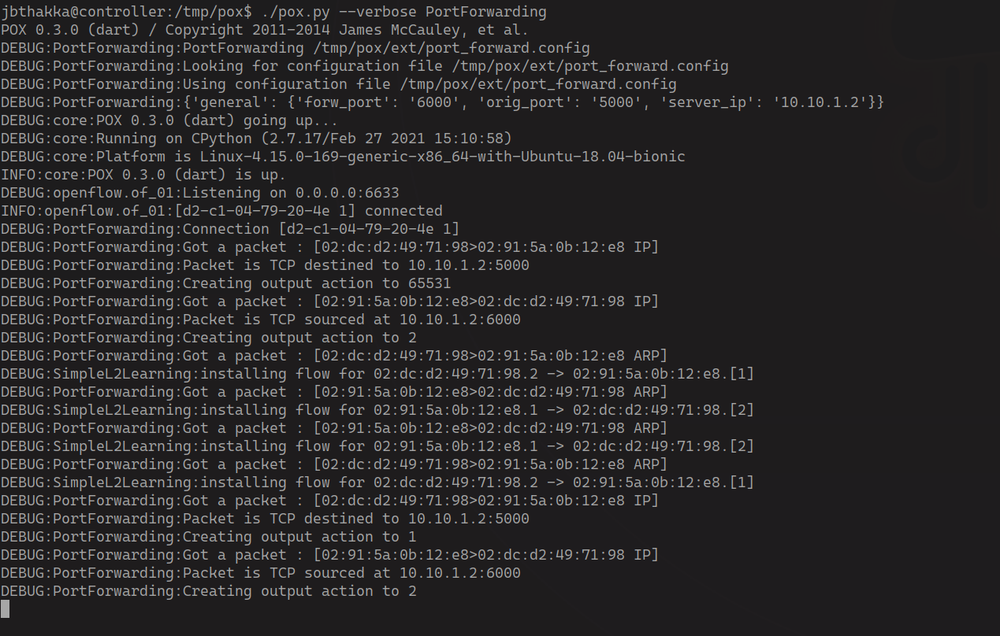 jbthakka@controller:/tmp/pox$ ./pox.py --verbose PortForwarding
POX 0.3.0 (dart) / Copyright 2011-2014 James McCauley, et al.
DEBUG:PortForwarding:PortForwarding /tmp/pox/ext/port_forward.config
DEBUG:PortForwarding:Looking for configuration file /tmp/pox/ext/port_forward.config
DEBUG:PortForwarding:Using configuration file /tmp/pox/ext/port_forward.config
DEBUG:PortForwarding:{'general': {'forw_port': '6000', 'orig_port': '5000', 'server_ip': '10.10.1.2'}}
DEBUG:core:POX 0.3.0 (dart) going up...
DEBUG:core:Running on CPython (2.7.17/Feb 27 2021 15:10:58)
DEBUG:core:Platform is Linux-4.15.0-169-generic-x86_64-with-Ubuntu-18.04-bionic
INFO:core:POX 0.3.0 (dart) is up.
DEBUG:openflow.of_01:Listening on 0.0.0.0:6633
INFO:openflow.of_01:[d2-c1-04-79-20-4e 1] connected
DEBUG:PortForwarding:Connection [d2-c1-04-79-20-4e 1]
DEBUG:PortForwarding:Got a packet : [02:dc:d2:49:71:98>02:91:5a:0b:12:e8 IP]
DEBUG:PortForwarding:Packet is TCP destined to 10.10.1.2:5000
DEBUG:PortForwarding:Creating output action to 65531
DEBUG:PortForwarding:Got a packet : [02:91:5a:0b:12:e8>02:dc:d2:49:71:98 IP]
DEBUG:PortForwarding:Packet is TCP sourced at 10.10.1.2:6000
DEBUG:PortForwarding:Creating output action to 2
DEBUG:PortForwarding:Got a packet : [02:dc:d2:49:71:98>02:91:5a:0b:12:e8 ARP]
DEBUG:SimpleL2Learning:installing flow for 02:dc:d2:49:71:98.2 -> 02:91:5a:0b:12:e8.[1]
DEBUG:PortForwarding:Got a packet : [02:91:5a:0b:12:e8>02:dc:d2:49:71:98 ARP]
DEBUG:SimpleL2Learning:installing flow for 02:91:5a:0b:12:e8.1 -> 02:dc:d2:49:71:98.[2]
DEBUG:PortForwarding:Got a packet : [02:91:5a:0b:12:e8>02:dc:d2:49:71:98 ARP]
DEBUG:SimpleL2Learning:installing flow for 02:91:5a:0b:12:e8.1 -> 02:dc:d2:49:71:98.[2]
DEBUG:PortForwarding:Got a packet : [02:dc:d2:49:71:98>02:91:5a:0b:12:e8 ARP]
DEBUG:SimpleL2Learning:installing flow for 02:dc:d2:49:71:98.2 -> 02:91:5a:0b:12:e8.[1]
DEBUG:PortForwarding:Got a packet : [02:dc:d2:49:71:98>02:91:5a:0b:12:e8 IP]
DEBUG:PortForwarding:Packet is TCP destined to 10.10.1.2:5000
DEBUG:PortForwarding:Creating output action to 1
DEBUG:PortForwarding:Got a packet : [02:91:5a:0b:12:e8>02:dc:d2:49:71:98 IP]
DEBUG:PortForwarding:Packet is TCP sourced at 10.10.1.2:6000
DEBUG:PortForwarding:Creating output action to 2